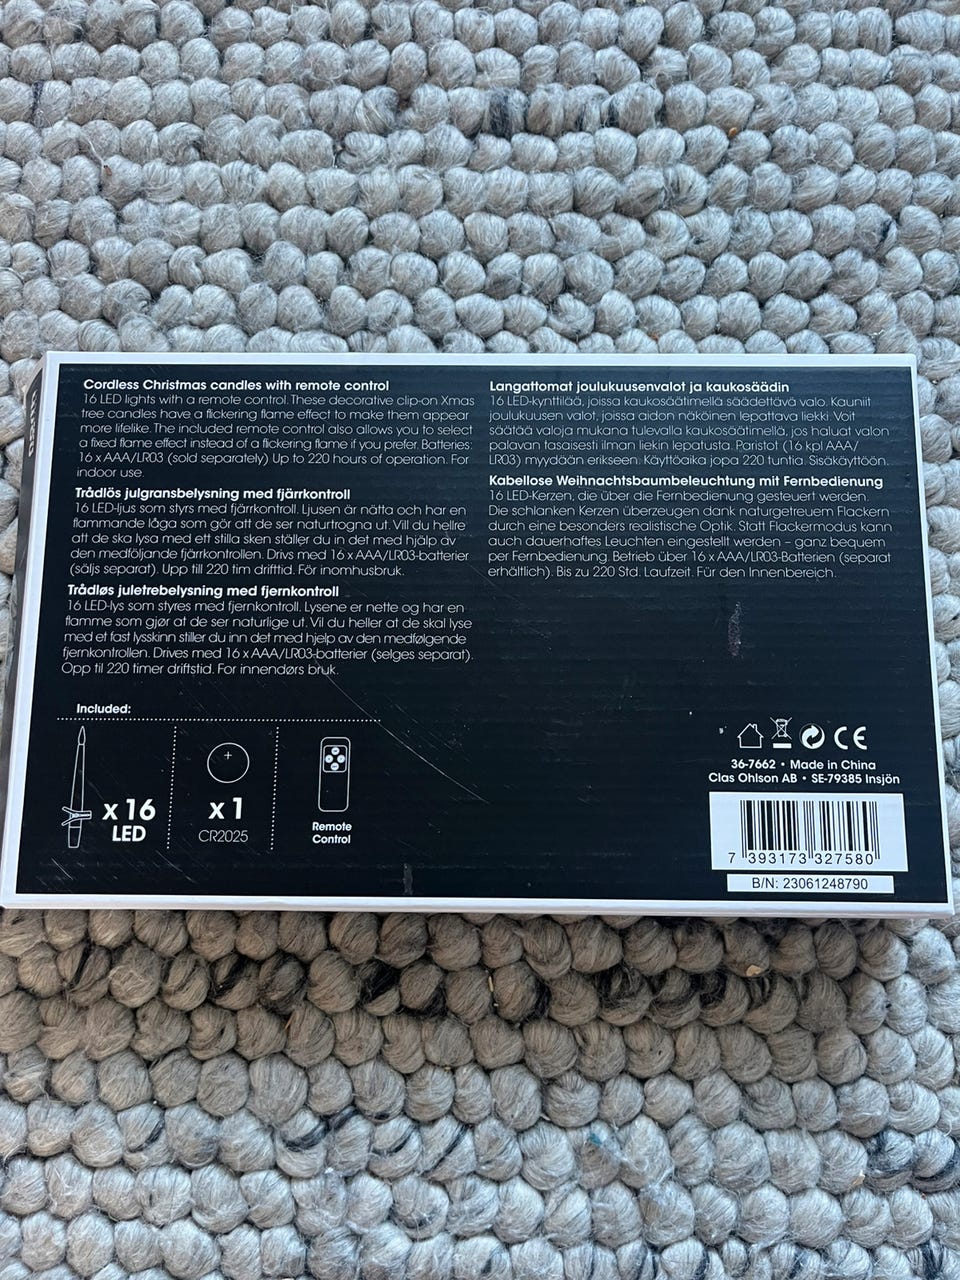 Cordless Christmas candles with remote control
16 LED lights with a remote control. These decorative clip-on Xmas
tree candles have a flickering flame effect to make them appear
more lifelike. The included remote control also allows you to select
a fixed flame effect instead of a flickering flame if you prefer. Batteries:
16 x AAA/LR03 (sold separately) Up to 220 hours of operation. For
indoor use.
Trådlös julgransbelysning med fjärrkontroll
16 LED-ljus som styrs med fjärrkontroll. Ljusen är nätta och har en
flammande låga som gör att de ser naturtrogna ut. Vill du hellre
att de ska lysa med ett stilla sken ställer du in det med hjälp av
den medföljande fjärrkontrollen. Drivs med 16 x AAA/LR03-batterier
(säljs separat). Upp till 220 tim drifttid. För inomhusbruk.
Trådløs juletrebelysning med fjernkontroll
16 LED-lys som styres med fjernkontroll. Lysene er nette og har en
flamme som gjør at de ser naturlige ut. Vil du heller at de skal lyse
med et fast lysskinn stiller du inn det med hjelp av den medfølgende
fjernkontrollen. Drives med 16 x AAA/LR03-batterier (selges separat).
Opp til 220 timer driftstid. For innendørs bruk.
Langattomat joulukuusenvalot ja kaukosäädin
16 LED-kynttilää, joissa kaukosäätimellä säädettävä valo. Kauniit
joulukuusen valot, joissa aidon näköinen lepattava liekki. Voit
säätää valoja mukana tulevalla kaukosäätimellä, jos haluat valon
palavan tasaisesti ilman liekin lepatusta. Paristot (16 kpl AAA/
LR03) myydään erikseen. Käyttöaika jopa 220 tuntia. Sisäkäyttöön.
Kabellose Weihnachtsbaumbeleuchtung mit Fernbedienung
16 LED-Kerzen, die über die Fernbedienung gesteuert werden.
Die schlanken Kerzen überzeugen dank naturgetreuem Flackern
durch eine besonders realistische Optik. Statt Flackermodus kann
auch dauerhaftes Leuchten eingestellt werden – ganz bequem
per Fernbedienung. Betrieb über 16 x AAA/LR03-Batterien (separat
erhältlich). Bis zu 220 Std. Laufzeit. Für den Innenbereich.
Included:
x 16
LED
x 1
CR2025
Remote
Control
CE
36-7662 • Made in China
Clas Ohlson AB • SE-79385 Insjön
7 393173 327580
B/N: 23061248790